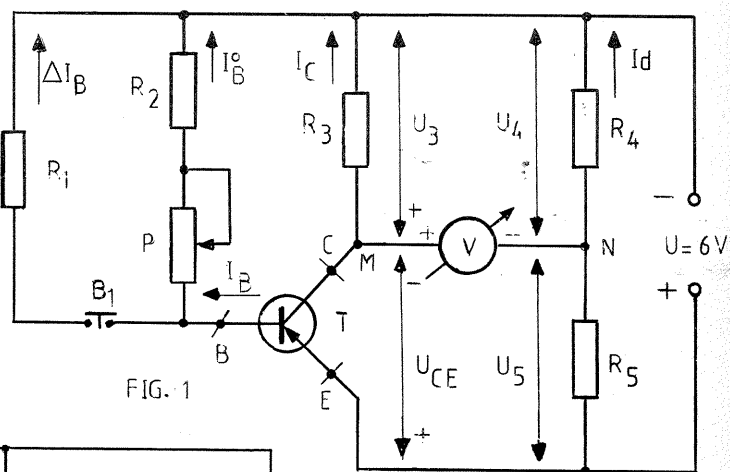 ΔI_B
R_2
I°_B
I_C
R_3
U_3
U_4
Id
R_4
R_1
P
C
M
+
+
V
-
N
-
U= 6V
+
B_1
I_B
B
T
E
-
U_CE
+
U_5
R_5
FIG. 1